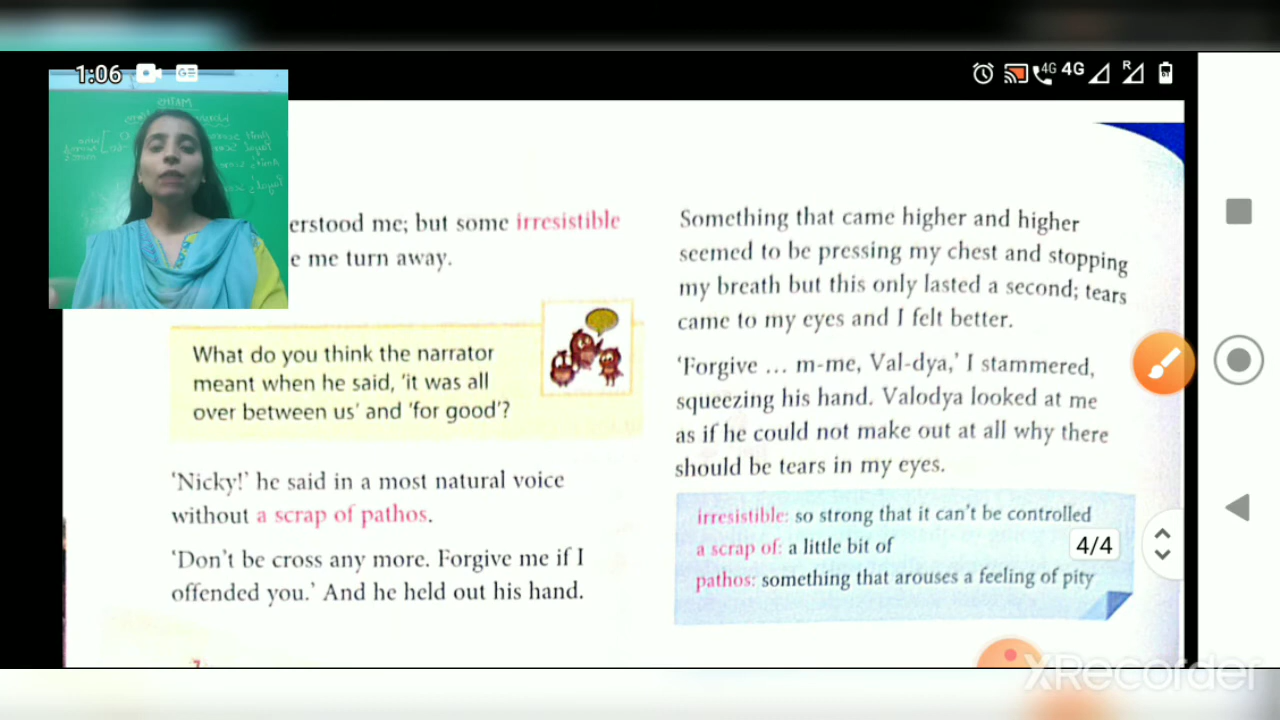 1:06
4G 4G R
erstood me; but some irresistible
e me turn away.
What do you think the narrator
meant when he said, 'it was all
over between us' and 'for good'?
'Nicky!' he said in a most natural voice
without a scrap of pathos.
'Don't be cross any more. Forgive me if I
offended you.' And he held out his hand.
Something that came higher and higher
seemed to be pressing my chest and stopping
my breath but this only lasted a second; tears
came to my eyes and I felt better.
'Forgive ... m-me, Val-dya,' I stammered,
squeezing his hand. Valodya looked at me
as if he could not make out at all why there
should be tears in my eyes.
irresistible: so strong that it can't be controlled
a scrap of: a little bit of
pathos: something that arouses a feeling of pity
4/4
XRecorder